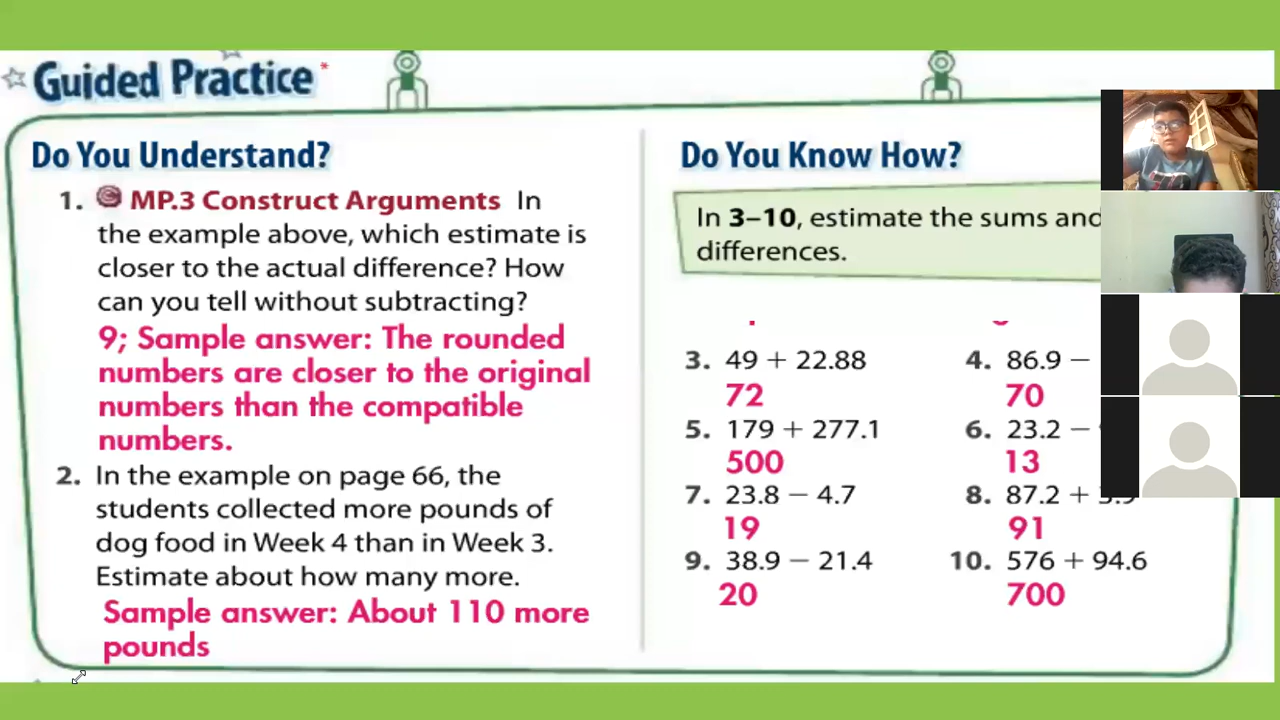 Guided Practice *
Do You Understand?
1. MP.3 Construct Arguments In
the example above, which estimate is
closer to the actual difference? How
can you tell without subtracting?
9; Sample answer: The rounded
numbers are closer to the original
numbers than the compatible
numbers.
2. In the example on page 66, the
students collected more pounds of
dog food in Week 4 than in Week 3.
Estimate about how many more.
Sample answer: About 110 more
pounds
Do You Know How?
In 3–10, estimate the sums and
differences.
3. 49 + 22.88
72
4. 86.9 −
70
5. 179 + 277.1
500
6. 23.2 −
13
7. 23.8 − 4.7
19
8. 87.2 +
91
9. 38.9 − 21.4
20
10. 576 + 94.6
700